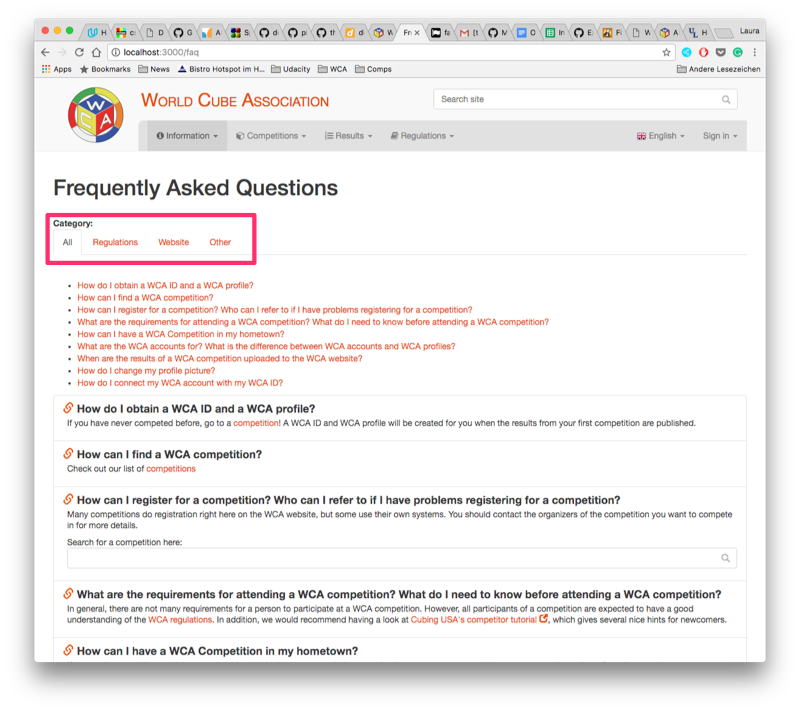 Fre
Laura
localhost:3000/faq
Apps Bookmarks News Bistro Hotspot im H... Udacity WCA Comps Andere Lesezeichen
W
C
A
WORLD CUBE ASSOCIATION
Search site
Information Competitions Results Regulations English Sign in
Frequently Asked Questions
Category:
All Regulations Website Other
How do I obtain a WCA ID and a WCA profile?
How can I find a WCA competition?
How can I register for a competition? Who can I refer to if I have problems registering for a competition?
What are the requirements for attending a WCA competition? What do I need to know before attending a WCA competition?
How can I have a WCA Competition in my hometown?
What are the WCA accounts for? What is the difference between WCA accounts and WCA profiles?
When are the results of a WCA competition uploaded to the WCA website?
How do I change my profile picture?
How do I connect my WCA account with my WCA ID?
How do I obtain a WCA ID and a WCA profile?
If you have never competed before, go to a competition! A WCA ID and WCA profile will be created for you when the results from your first competition are published.
How can I find a WCA competition?
Check out our list of competitions
How can I register for a competition? Who can I refer to if I have problems registering for a competition?
Many competitions do registration right here on the WCA website, but some use their own systems. You should contact the organizers of the competition you want to compete
in for more details.
Search for a competition here:
What are the requirements for attending a WCA competition? What do I need to know before attending a WCA competition?
In general, there are not many requirements for a person to participate at a WCA competition. However, all participants of a competition are expected to have a good
understanding of the WCA regulations. In addition, we would recommend having a look at Cubing USA's competitor tutorial, which gives several nice hints for newcomers.
How can I have a WCA Competition in my hometown?